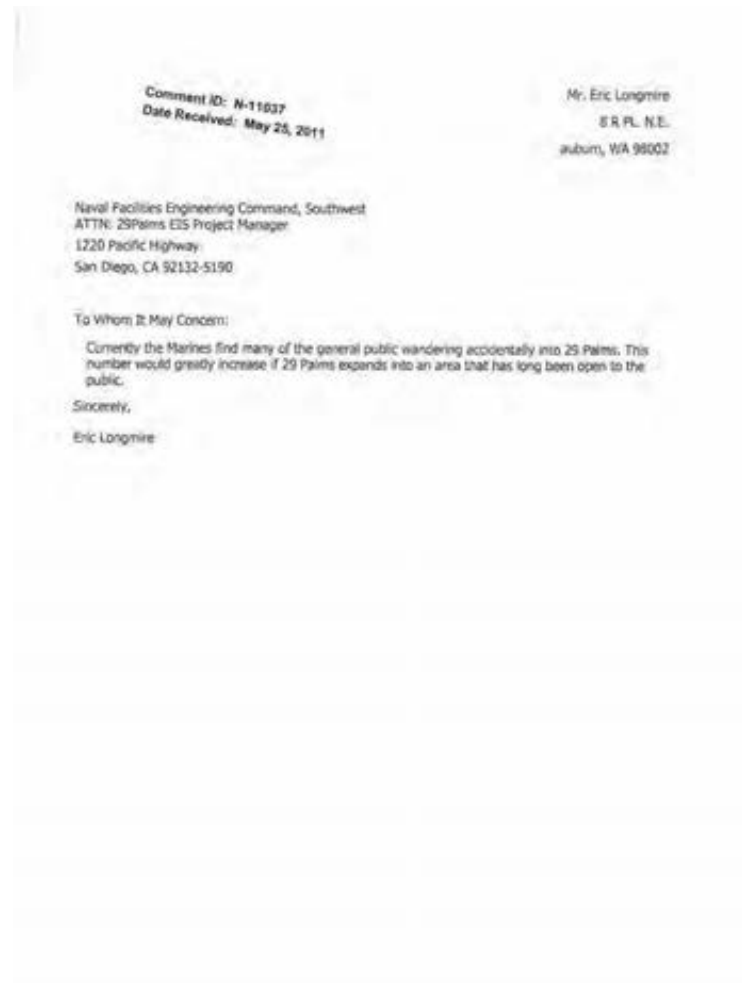 Comment ID: N-11037
Date Received: May 25, 2011
Mr. Eric Longmire
8 R PL. N.E.
auburn, WA 98002
Naval Facilities Engineering Command, Southwest
ATTN: 29Palms EIS Project Manager
1220 Pacific Highway
San Diego, CA 92132-5190
To Whom It May Concern:
Currently the Marines find many of the general public wandering accidentally into 29 Palms. This
number would greatly increase if 29 Palms expands into an area that has long been open to the
public.
Sincerely,
Eric Longmire